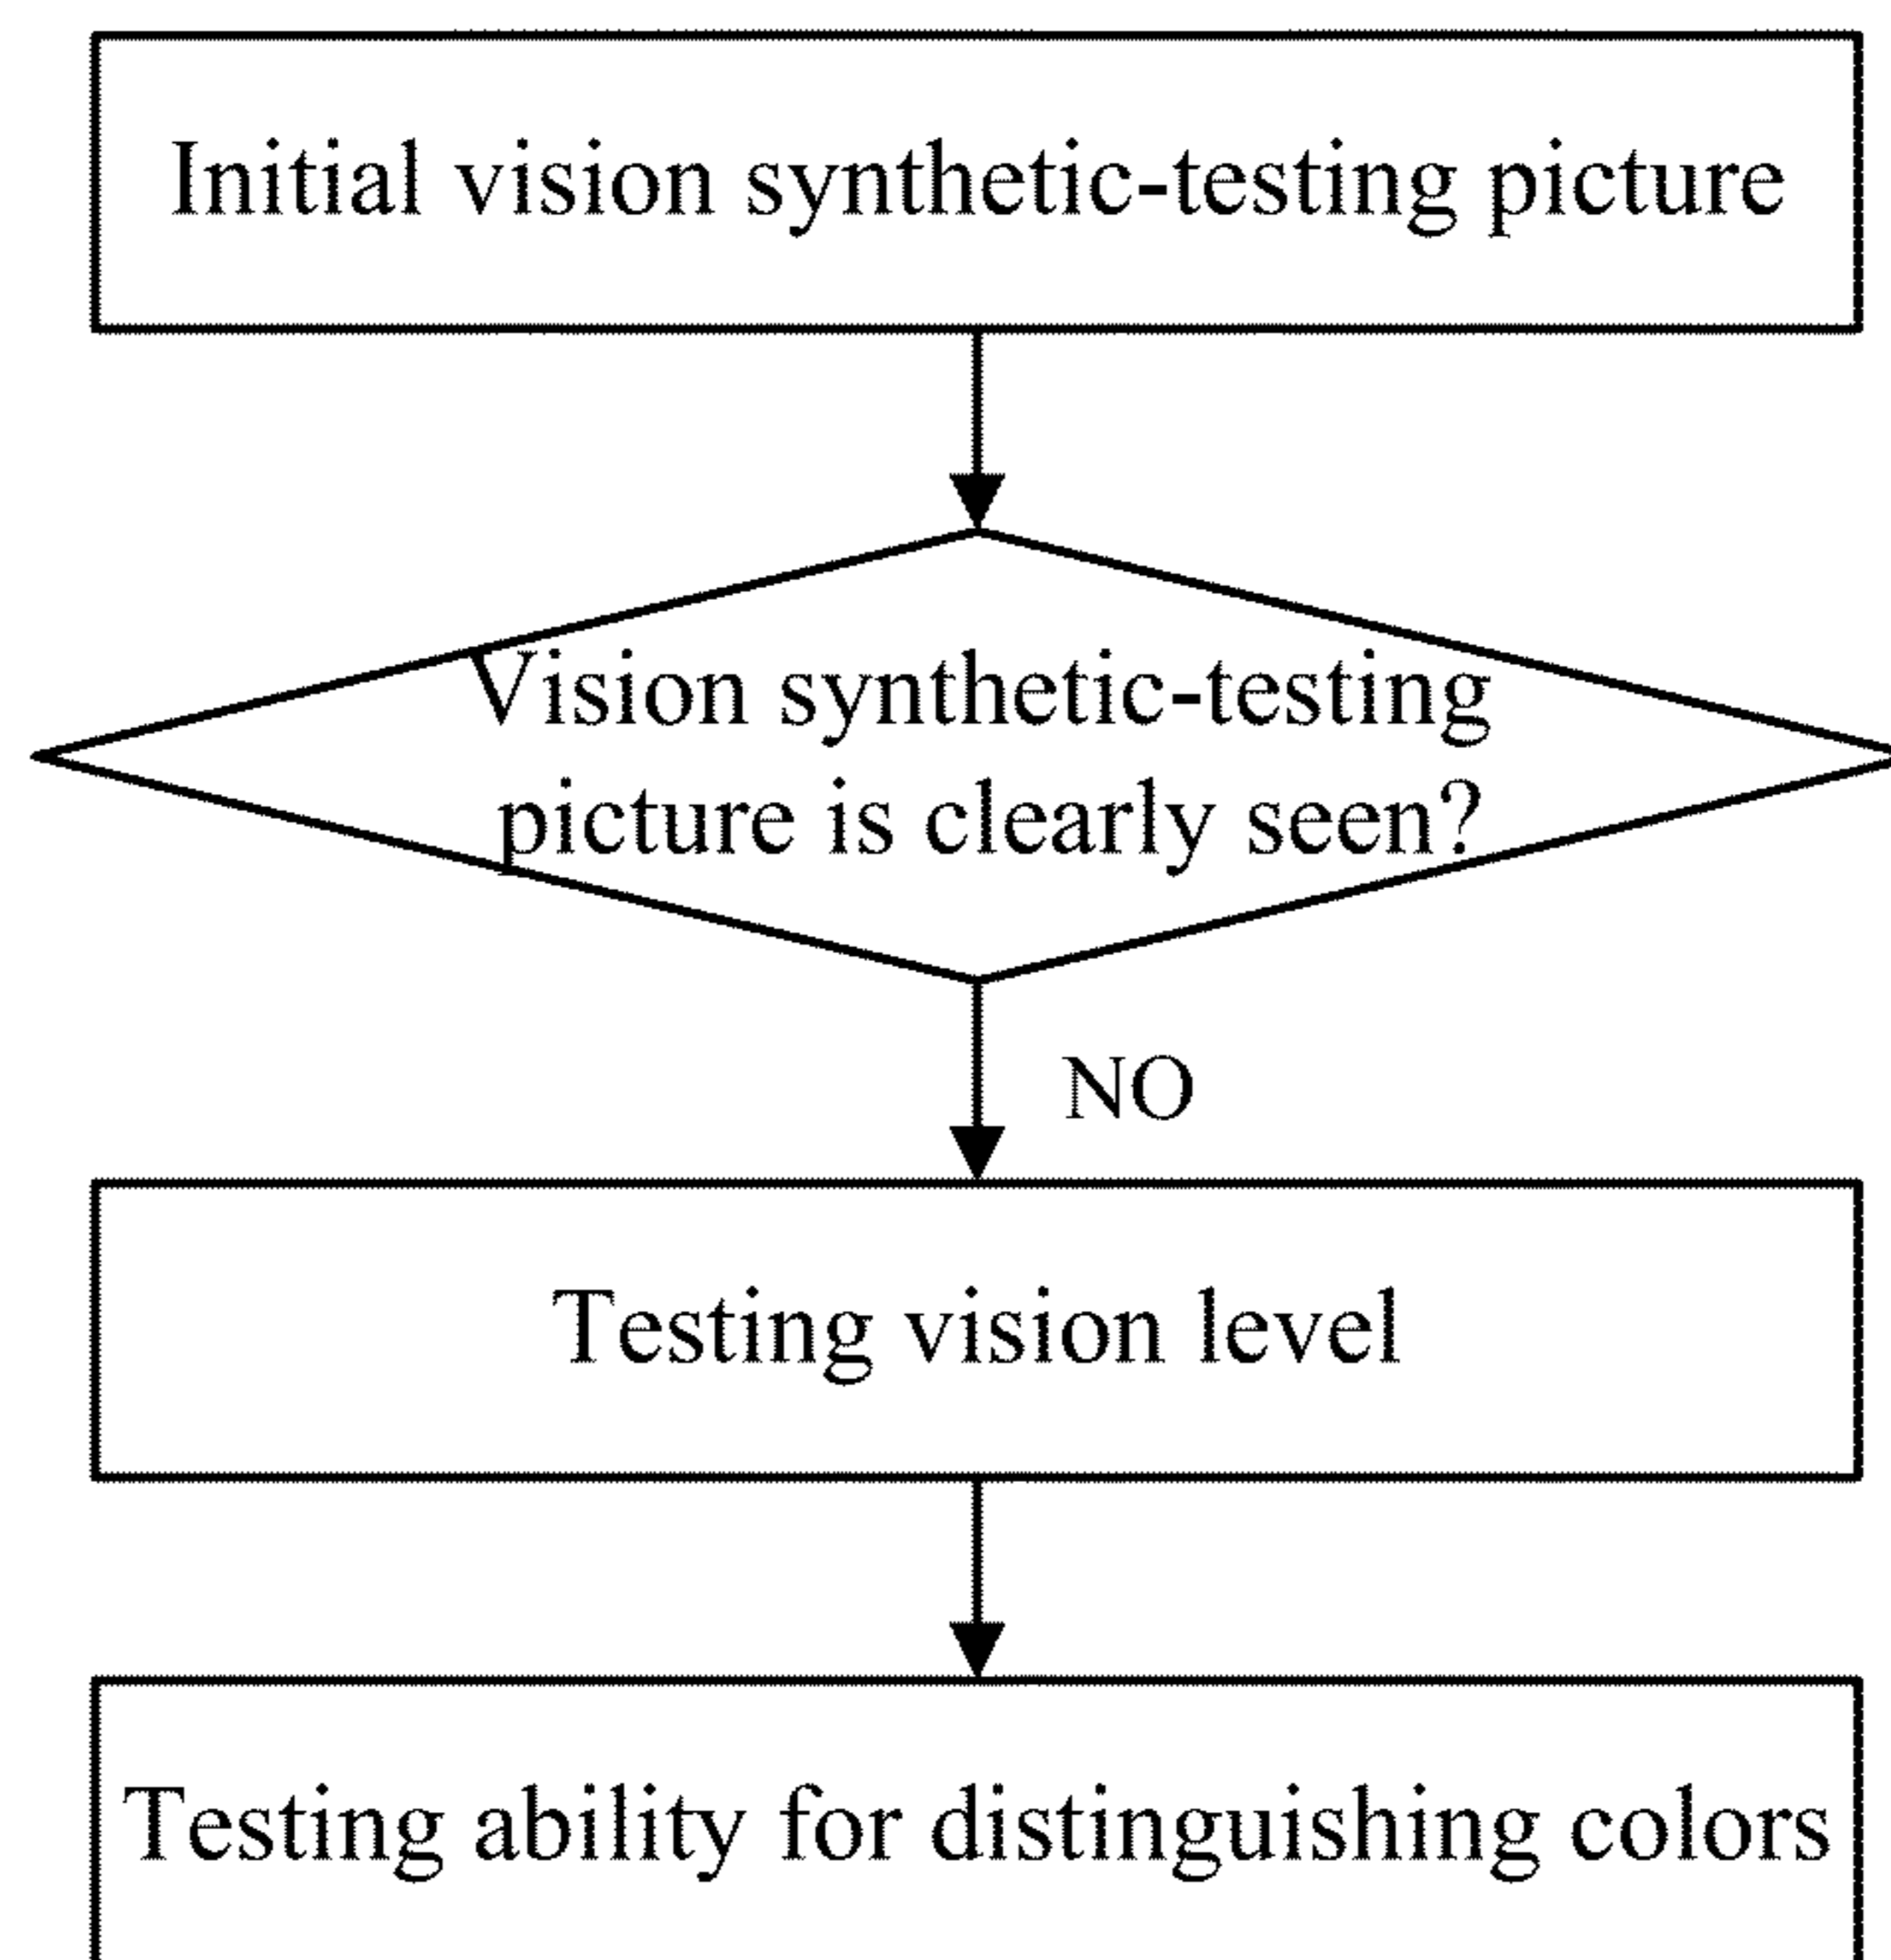 Initial vision synthetic-testing picture
Vision synthetic-testing
picture is clearly seen?
NO
Testing vision level
Testing ability for distinguishing colors